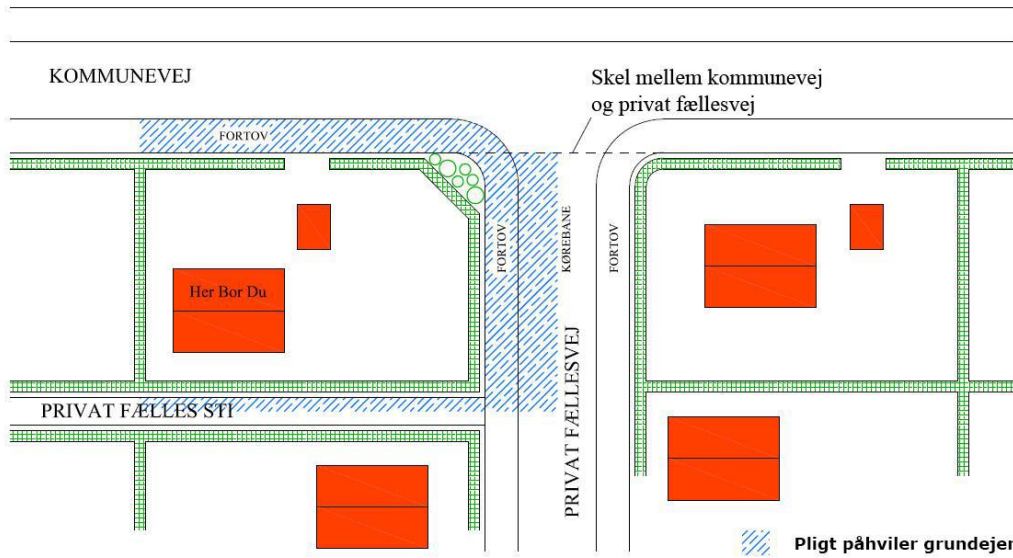 KOMMUNEVEJ
Skel mellem kommunevej
og privat fællesvej
FORTOV
FORTOV
KØREBANE
FORTOV
Her Bor Du
PRIVAT FÆLLESVEJ
PRIVAT FÆLLES STI
Pligt påhviler grundejer